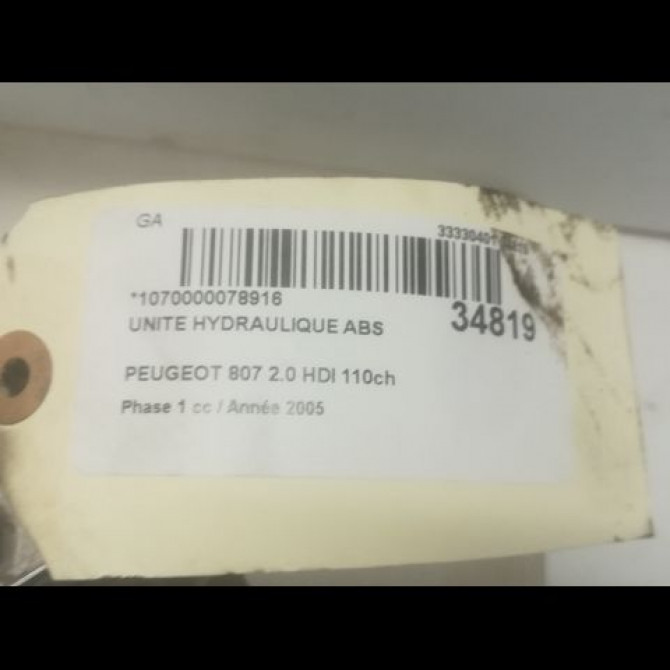 GA
*1070000078916
34819
UNITE HYDRAULIQUE ABS
PEUGEOT 807 2.0 HDI 110ch
Phase 1 cc / Année 2005